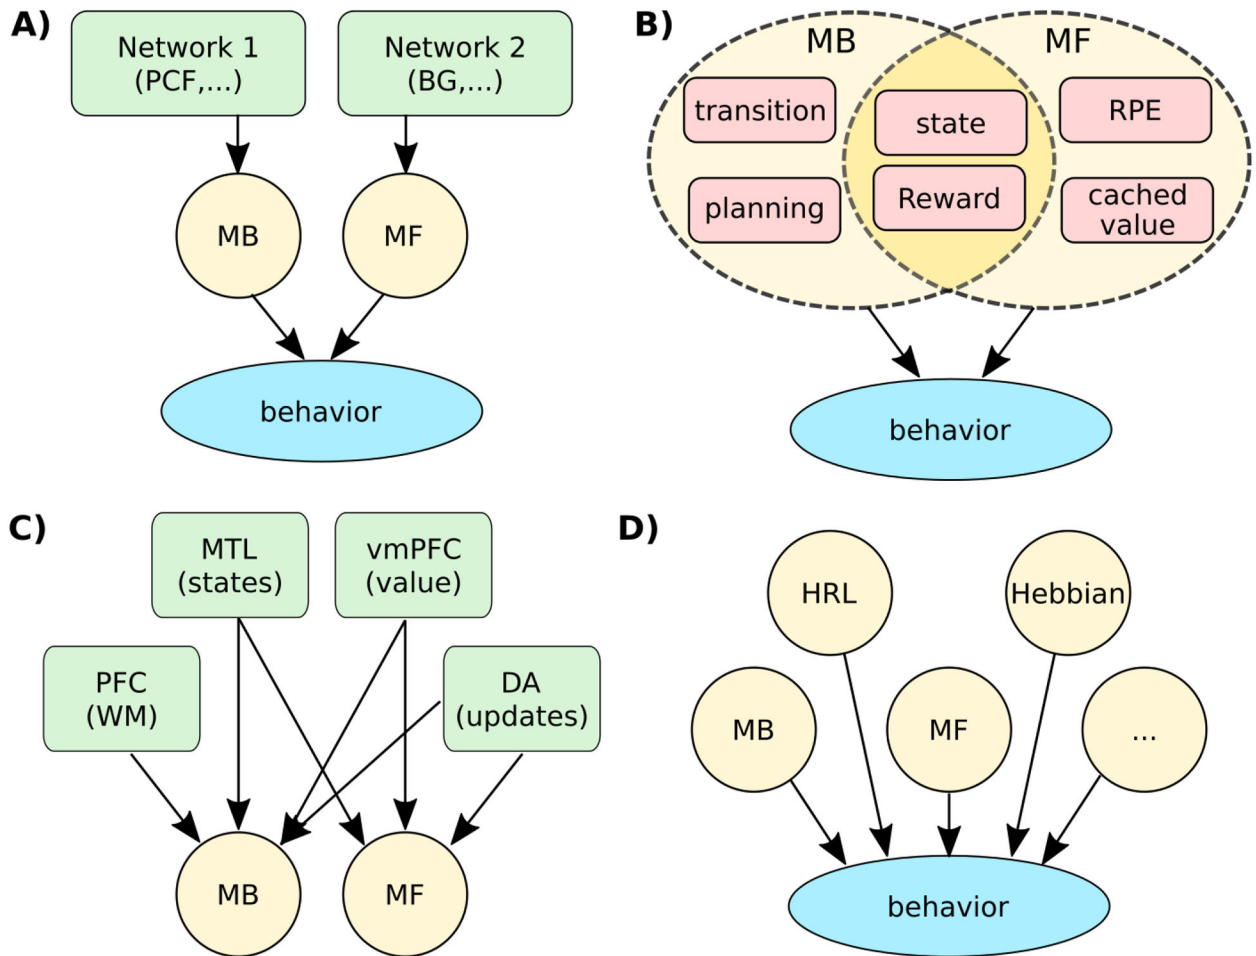 A)
Network 1
(PCF,...)
Network 2
(BG,...)
MB
MF
behavior
B)
MB
MF
transition
state
RPE
planning
Reward
cached
value
behavior
C)
MTL
(states)
vmPFC
(value)
PFC
(WM)
DA
(updates)
MB
MF
D)
HRL
Hebbian
MB
MF
...
behavior